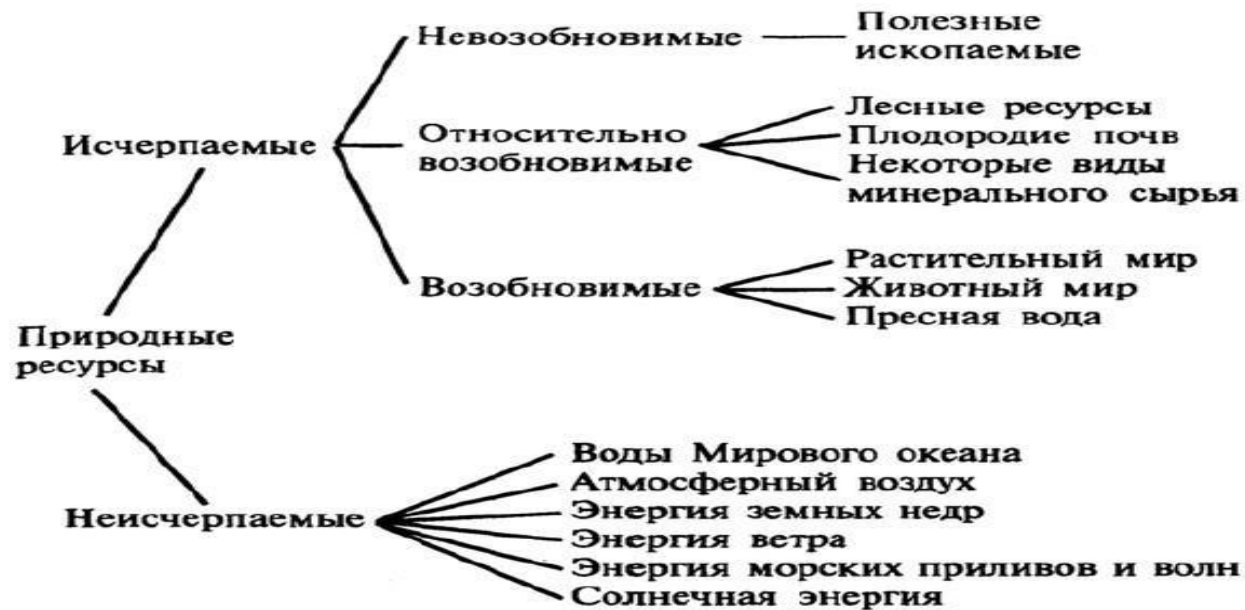 Невозобновимые
Полезные
ископаемые
Исчерпаемые
Относительно
возобновимые
Лесные ресурсы
Плодородие почв
Некоторые виды
минерального сырья
Возобновимые
Растительный мир
Животный мир
Пресная вода
Природные
ресурсы
Неисчерпаемые
Воды Мирового океана
Атмосферный воздух
Энергия земных недр
Энергия ветра
Энергия морских приливов и волн
Солнечная энергия